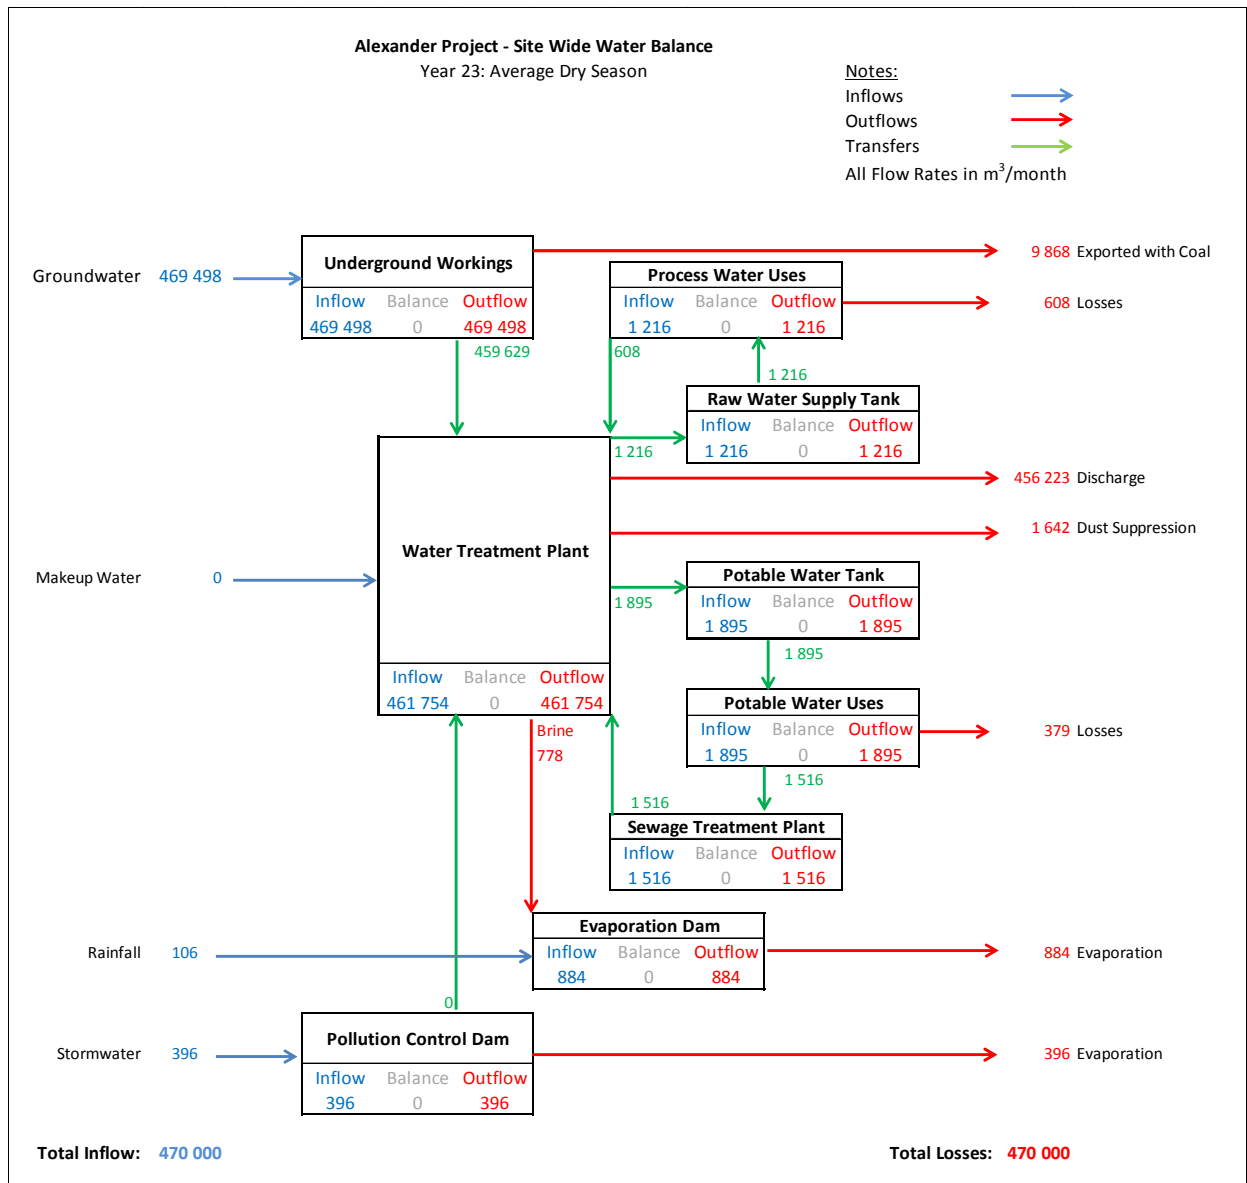 Alexander Project - Site Wide Water Balance
Year 23: Average Dry Season
Notes:
Inflows
Outflows
Transfers
All Flow Rates in m³/month
Groundwater 469 498
Underground Workings
Inflow Balance Outflow
469 498 0 469 498
459 629
9 868 Exported with Coal
Process Water Uses
Inflow Balance Outflow
1 216 0 1 216
608 Losses
608
1 216
Raw Water Supply Tank
Inflow Balance Outflow
1 216 0 1 216
1 216
456 223 Discharge
1 642 Dust Suppression
Makeup Water 0
Water Treatment Plant
Inflow Balance Outflow
461 754 0 461 754
1 895
Potable Water Tank
Inflow Balance Outflow
1 895 0 1 895
1 895
Potable Water Uses
Inflow Balance Outflow
1 895 0 1 895
379 Losses
1 516
Brine
778
1 516
Sewage Treatment Plant
Inflow Balance Outflow
1 516 0 1 516
Rainfall 106
Evaporation Dam
Inflow Balance Outflow
884 0 884
884 Evaporation
0
Stormwater 396
Pollution Control Dam
Inflow Balance Outflow
396 0 396
396 Evaporation
Total Inflow: 470 000
Total Losses: 470 000